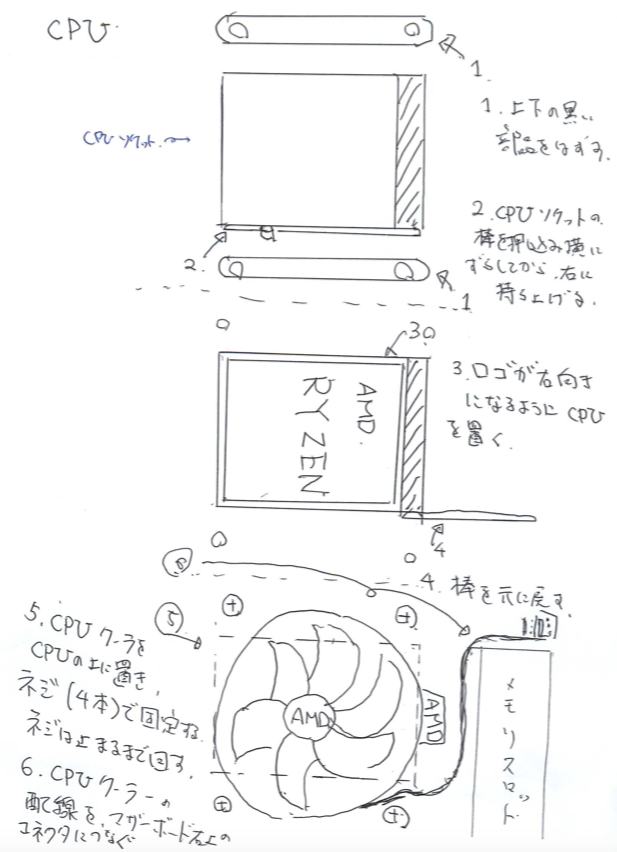 CPU
1.
CPUソケット→
1. 上下の黒い
部品をはずす.
2.
2. CPUソケットの
棒を押込み横に
ずらしてから, 右に
持ち上げる.
1
3
3. ロゴが右向き
になるように CPU
を置く.
AMD.
RYZEN
4
4. 棒を元に戻す.
6
5
5. CPUクーラを
CPUの上に置き,
ネジ(4本)で固定する.
ネジは止まるまで回す.
AMD
AMD
メモリスロット
6. CPUクーラーの
配線を, マザーボード右上の
コネクタにつなぐ